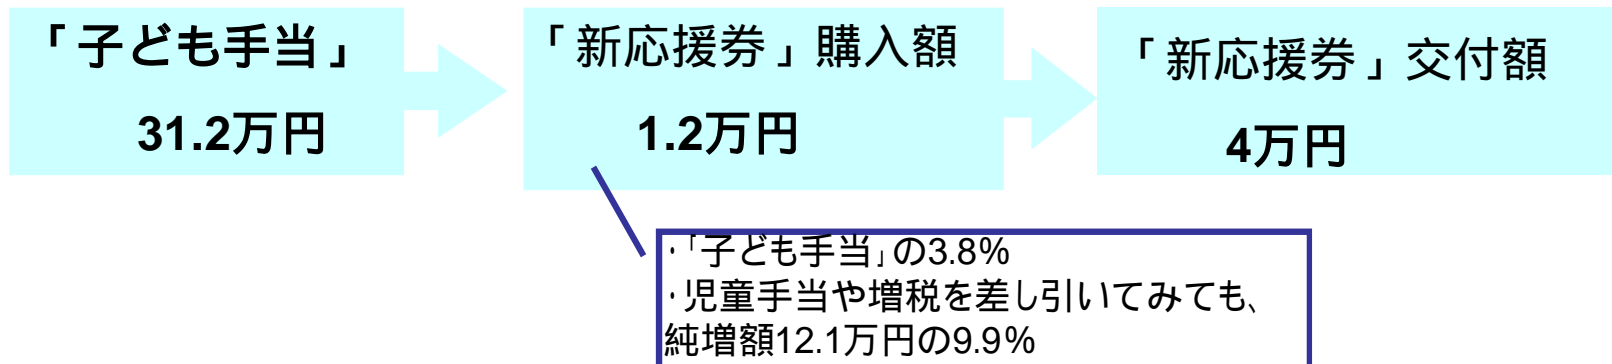 「子ども手当」
31.2万円
「新応援券」購入額
1.2万円
「新応援券」交付額
4万円
・「子ども手当」の3.8%
・児童手当や増税を差し引いてみても、
純増額12.1万円の9.9%